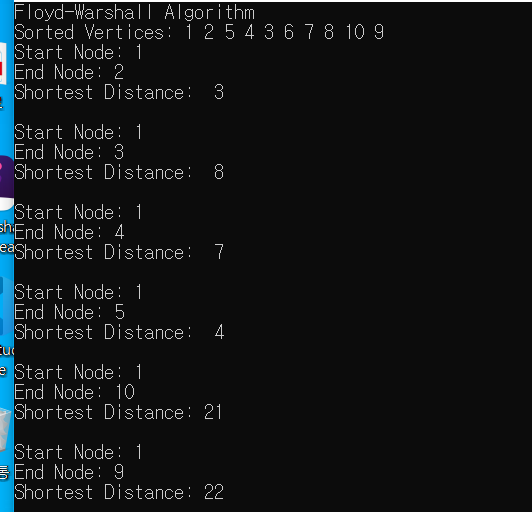 Floyd-Warshall Algorithm
Sorted Vertices: 1 2 5 4 3 6 7 8 10 9
Start Node: 1
End Node: 2
Shortest Distance:  3
Start Node: 1
End Node: 3
Shortest Distance:  8
Start Node: 1
End Node: 4
Shortest Distance:  7
Start Node: 1
End Node: 5
Shortest Distance:  4
Start Node: 1
End Node: 10
Shortest Distance: 21
Start Node: 1
End Node: 9
Shortest Distance: 22